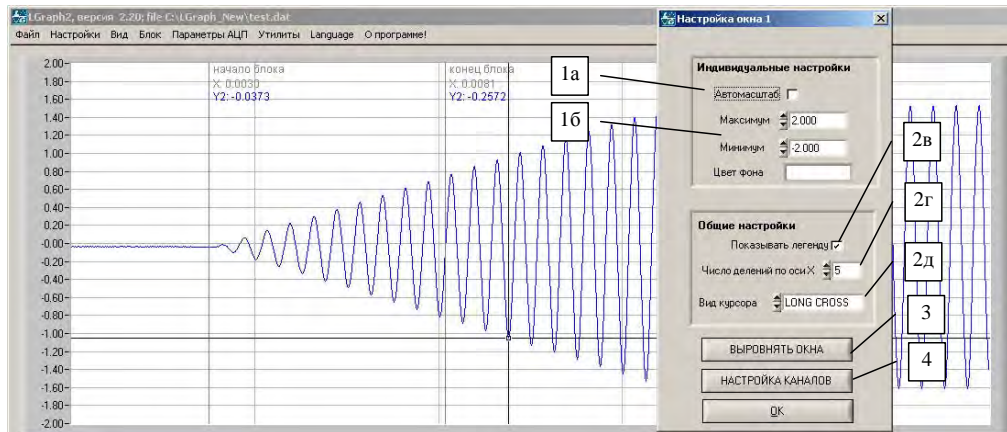 LGraph2, версия 2.20; file C:\LGraph_New\test.dat
Файл Настройки Вид Блок Параметры АЦП Утилиты Language О программе!
2.00
1.80
1.60
1.40
1.20
1.00
0.80
0.60
0.40
0.20
-0.00
-0.20
-0.40
-0.60
-0.80
-1.00
-1.20
-1.40
-1.60
-1.80
-2.00
начало блока
X: 0.0030
Y2: -0.0373
конец блока
X: 0.0081
Y2: -0.2572
Настройка окна 1
Индивидуальные настройки
Автомасштаб
Максимум 2.000
Минимум -2.000
Цвет фона
Общие настройки
Показывать легенду
Число делений по оси X 5
Вид курсора LONG CROSS
ВЫРОВНЯТЬ ОКНА
НАСТРОЙКА КАНАЛОВ
OK
1а
1б
2в
2г
2д
3
4